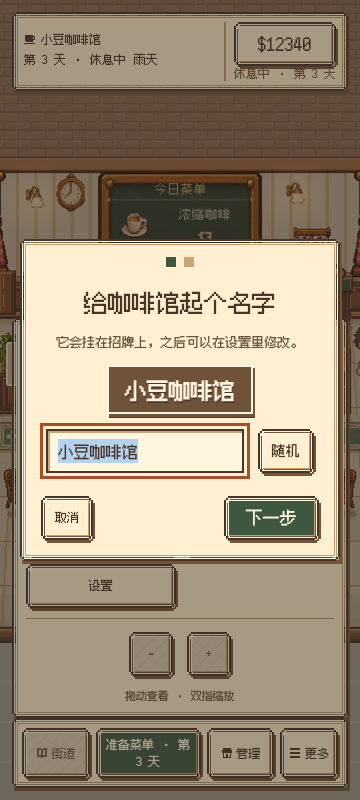 小豆咖啡馆
$12340
第 3 天 · 休息中 雨天
休息中 · 第 3 天
今日菜单
浓缩咖啡
给咖啡馆起个名字
它会挂在招牌上，之后可以在设置里修改。
小豆咖啡馆
小豆咖啡馆
随机
取消
下一步
设置
-
+
拖动查看 · 双指缩放
街道
准备菜单 · 第
3 天
管理
更多